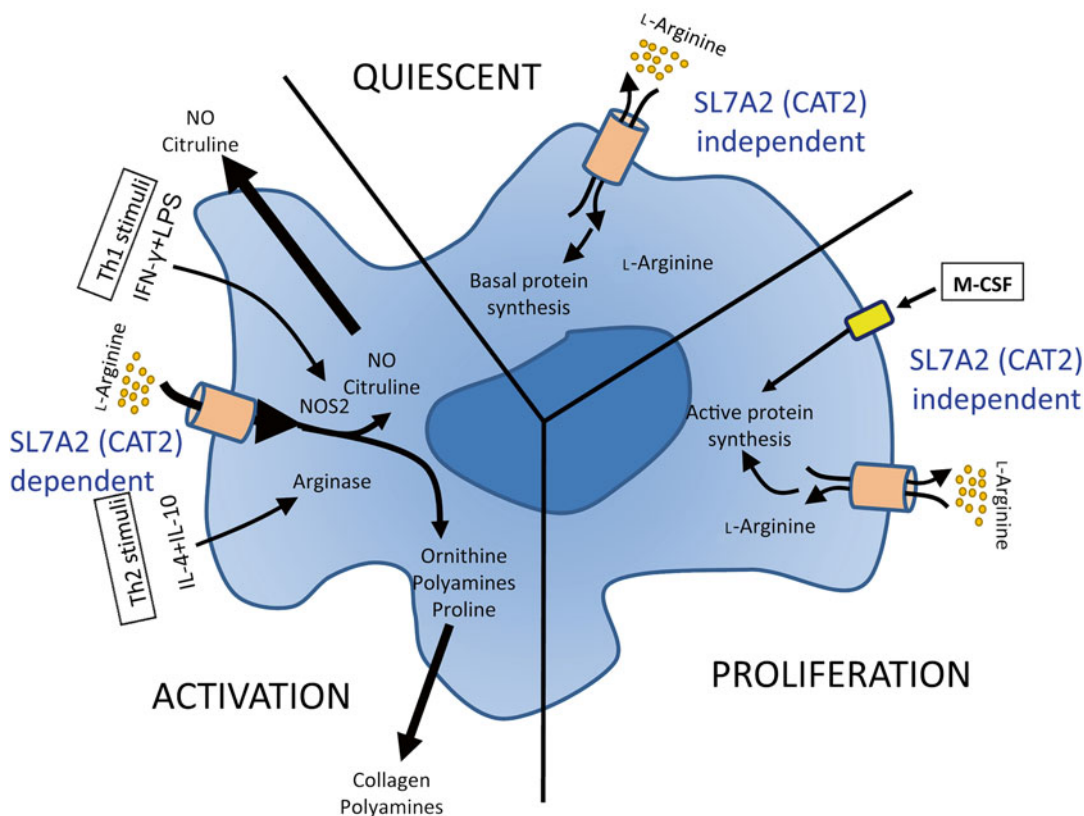 QUIESCENT
L-Arginine
SL7A2 (CAT2)
independent
NO
Citruline
Th1 stimuli
IFN-γ+LPS
Basal protein
synthesis
L-Arginine
M-CSF
SL7A2 (CAT2)
independent
L-Arginine
SL7A2 (CAT2)
dependent
NOS2
NO
Citruline
Active protein
synthesis
L-Arginine
L-Arginine
Arginase
Th2 stimuli
IL-4+IL-10
Ornithine
Polyamines
Proline
ACTIVATION
PROLIFERATION
Collagen
Polyamines